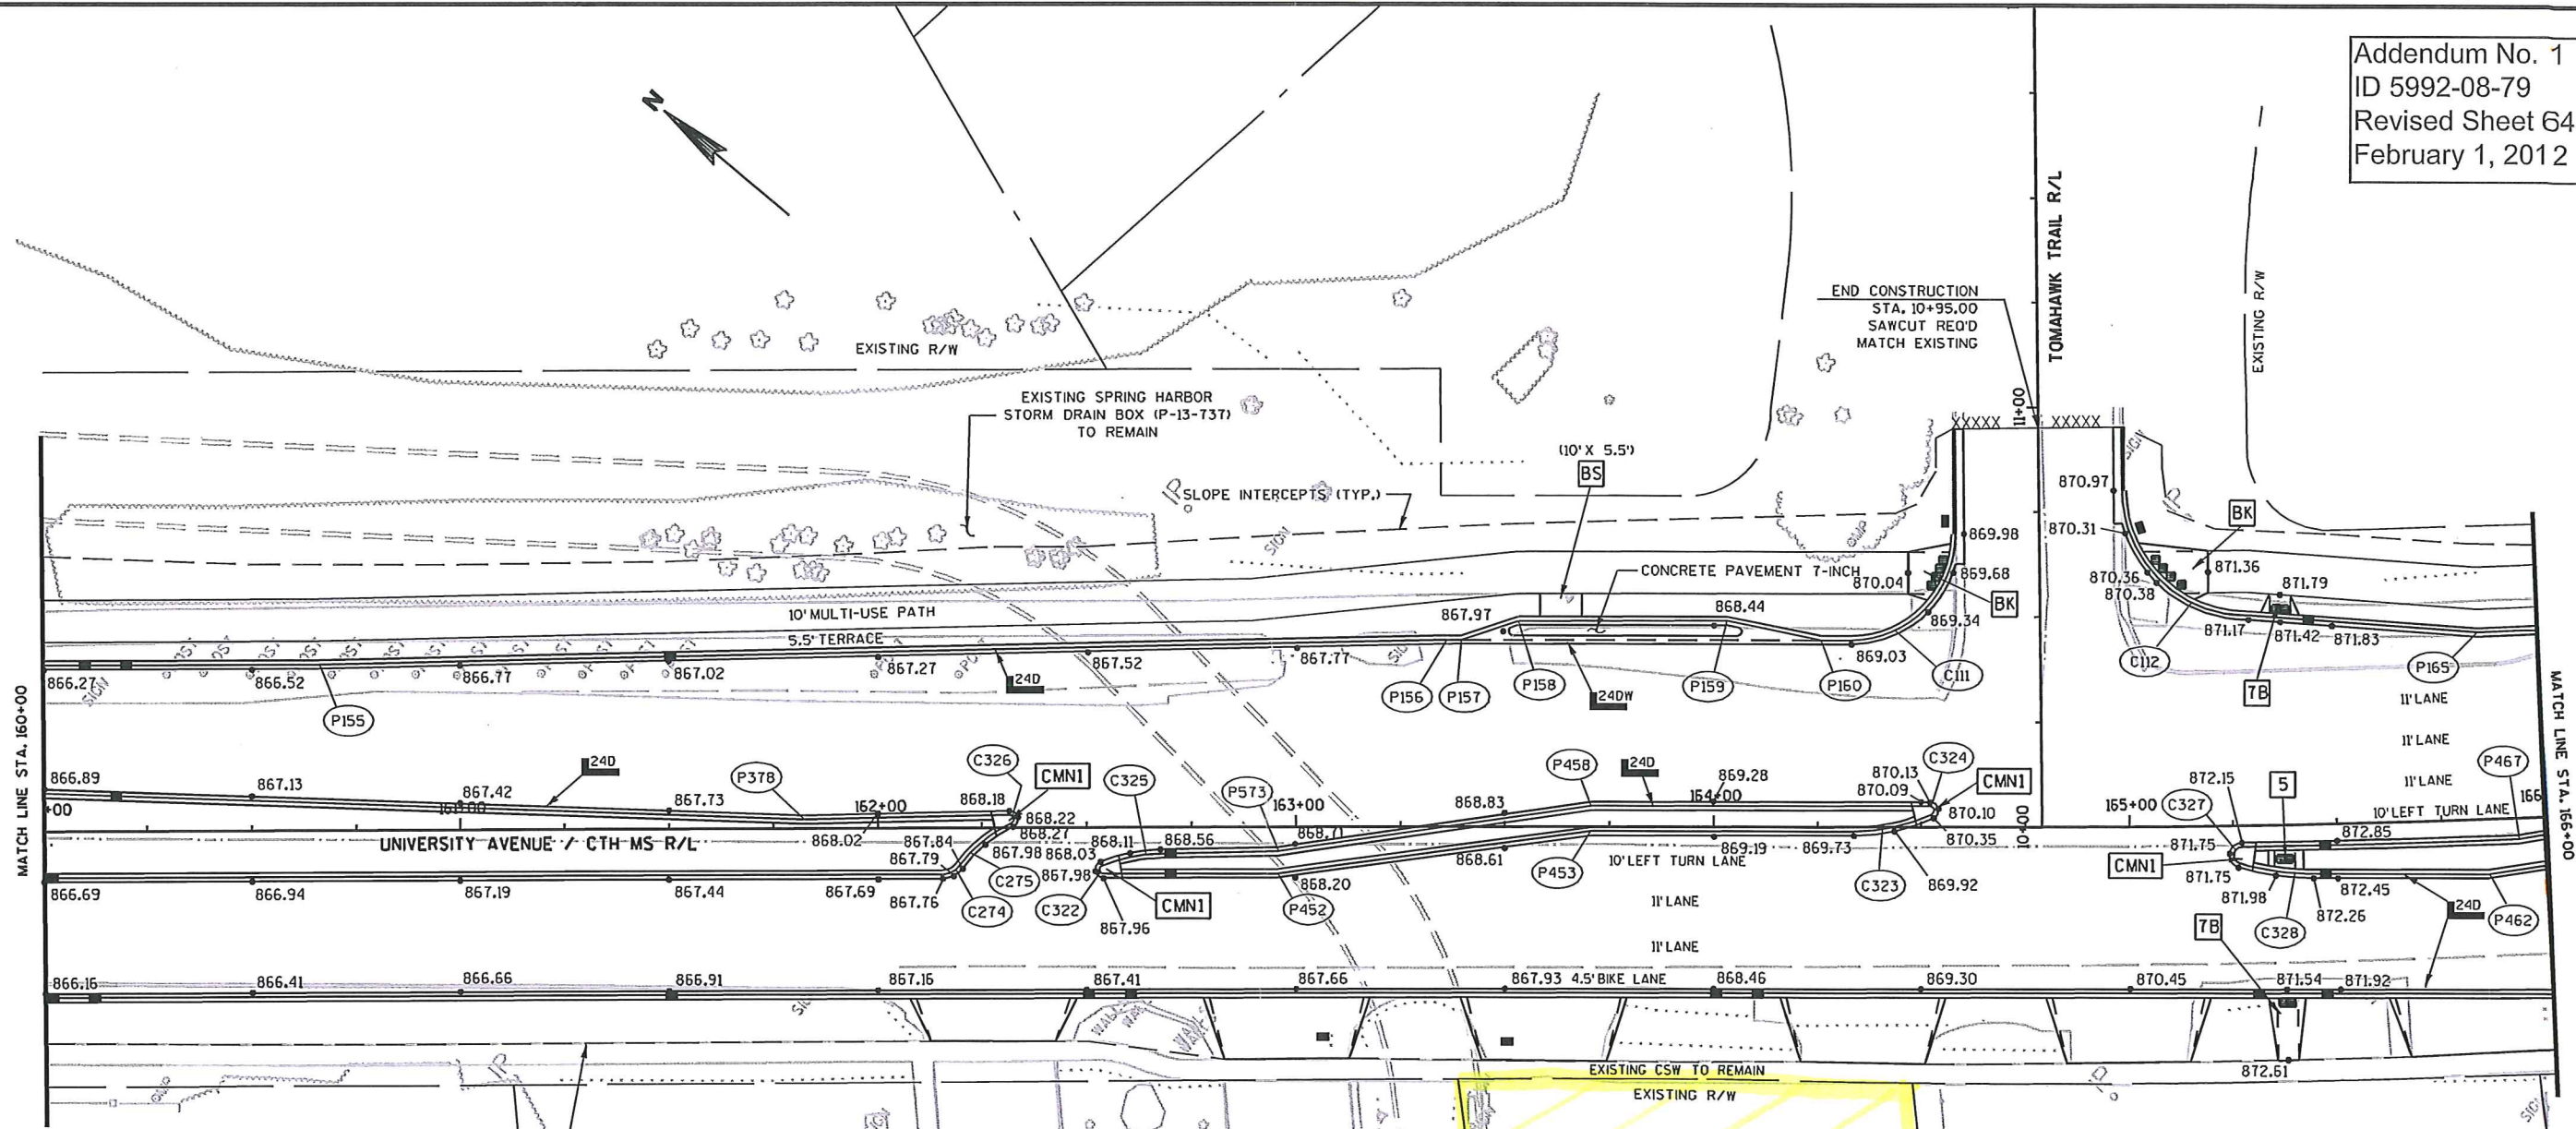 Addendum No. 1
ID 5992-08-79
Revised Sheet 64
February 1, 2012
N
TOMAHAWK TRAIL R/L
EXISTING R/W
END CONSTRUCTION
STA. 10+95.00
SAWCUT REQ'D
MATCH EXISTING
EXISTING R/W
EXISTING SPRING HARBOR
STORM DRAIN BOX (P-13-737)
TO REMAIN
11+00
XXXXX
XXXXX
(10' X 5.5')
BS
SLOPE INTERCEPTS (TYP.)
IP
SIGN
SIGN
870.97
BK
869.98
870.31
CONCRETE PAVEMENT 7-INCH
870.04
869.68
870.36
870.38
871.36
871.79
BK
10' MULTI-USE PATH
867.97
868.44
869.34
5.5' TERRACE
871.17
871.42
871.83
866.27
866.52
866.77
867.02
867.27
867.52
867.77
869.03
SIGN
24D
P155
P156
P157
P158
24DW
P159
P160
C111
C112
7B
P165
11' LANE
MATCH LINE STA. 160+00
MATCH LINE STA. 166+00
11' LANE
11' LANE
866.89
867.13
867.42
867.73
24D
P378
C326
CMN1
C325
P573
P458
24D
869.28
870.13
870.09
C324
CMN1
872.15
C327
5
P467
+00
161+00
162+00
868.18
868.22
868.27
163+00
868.83
164+00
870.10
10+00
165+00
10' LEFT TURN LANE
166
UNIVERSITY AVENUE / CTH MS R/L
868.02
867.84
867.79
867.98
868.11
868.03
868.56
868.71
867.98
868.61
10' LEFT TURN LANE
869.19
869.73
870.35
871.75
872.85
CMN1
871.75
866.69
866.94
867.19
867.44
867.69
867.76
C274
C275
C322
CMN1
867.96
868.20
P452
P453
C323
869.92
871.98
872.45
872.26
24D
P462
C328
7B
11' LANE
11' LANE
866.16
866.41
866.66
866.91
867.16
867.41
867.66
867.93
4.5' BIKE LANE
868.46
869.30
870.45
871.54
871.92
IP
EXISTING CSW TO REMAIN
EXISTING R/W
872.61